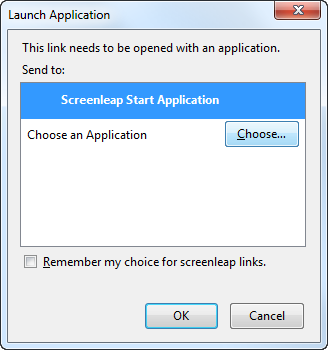 Launch Application
This link needs to be opened with an application.
Send to:
Screenleap Start Application
Choose an Application
Choose...
Remember my choice for screenleap links.
OK
Cancel